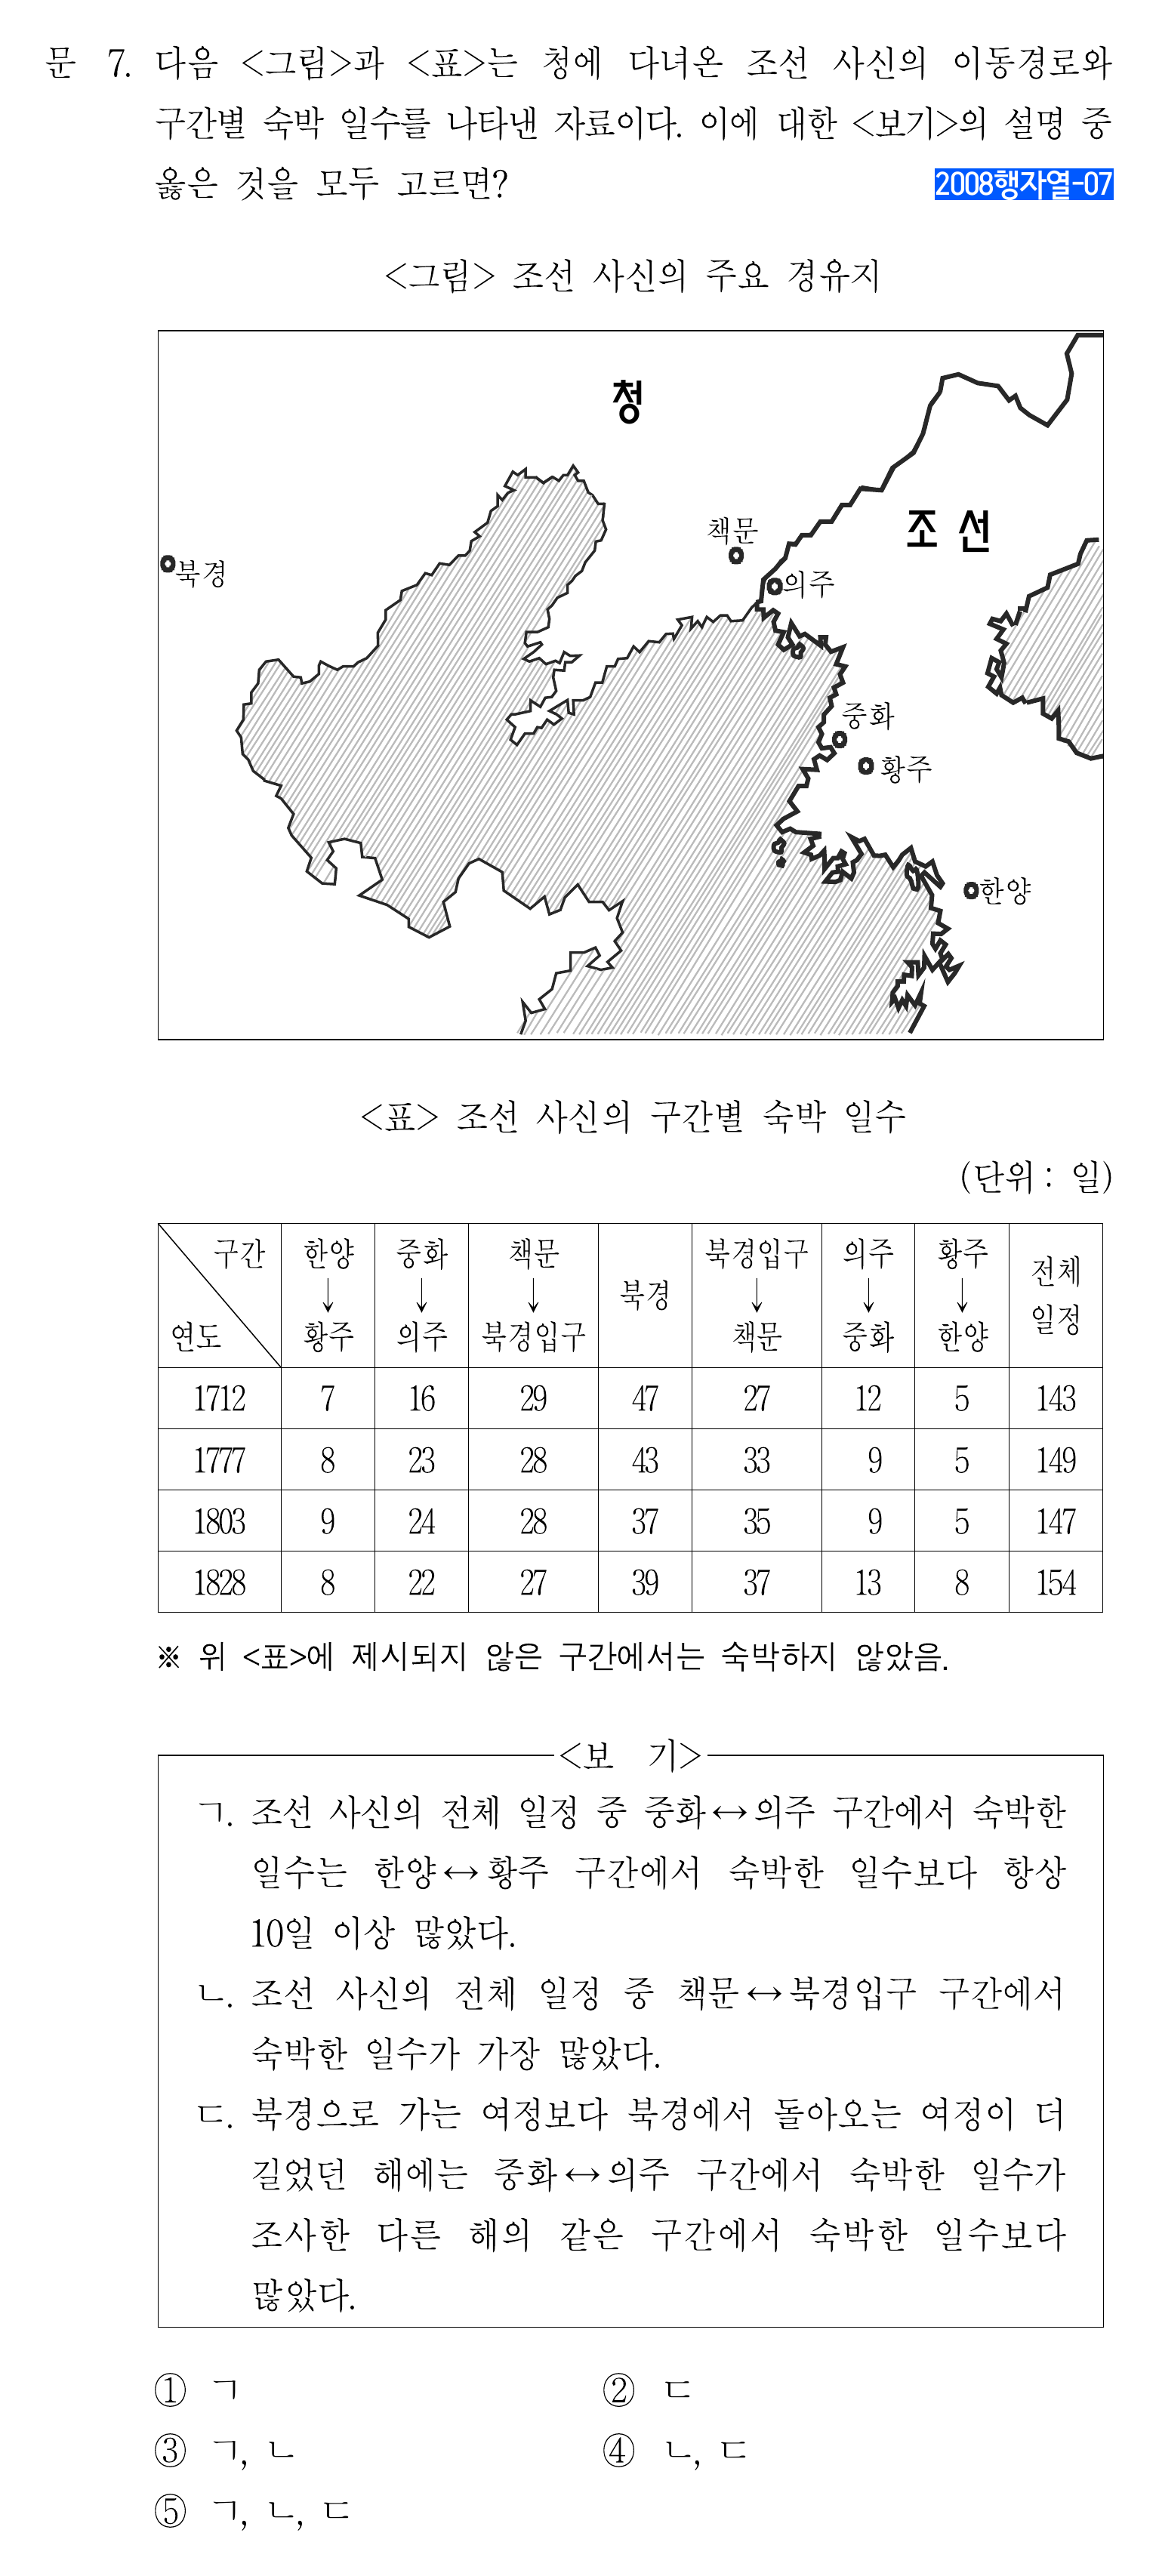 문 7. 다음 <그림>과 <표>는 청에 다녀온 조선 사신의 이동경로와
구간별 숙박 일수를 나타낸 자료이다. 이에 대한 <보기>의 설명 중
옳은 것을 모두 고르면?
2008행자열-07
<그림> 조선 사신의 주요 경유지
청
조 선
책문
북경
의주
중화
황주
한양
<표> 조선 사신의 구간별 숙박 일수
(단위 : 일)
구간 연도 한양 ↓ 황주 중화 ↓ 의주 책문 ↓ 북경입구 북경 북경입구 ↓ 책문 의주 ↓ 중화 황주 ↓ 한양 전체 일정
1712 7 16 29 47 27 12 5 143
1777 8 23 28 43 33 9 5 149
1803 9 24 28 37 35 9 5 147
1828 8 22 27 39 37 13 8 154
※ 위 <표>에 제시되지 않은 구간에서는 숙박하지 않았음.
<보 기>
ㄱ. 조선 사신의 전체 일정 중 중화↔의주 구간에서 숙박한
일수는 한양↔황주 구간에서 숙박한 일수보다 항상
10일 이상 많았다.
ㄴ. 조선 사신의 전체 일정 중 책문↔북경입구 구간에서
숙박한 일수가 가장 많았다.
ㄷ. 북경으로 가는 여정보다 북경에서 돌아오는 여정이 더
길었던 해에는 중화↔의주 구간에서 숙박한 일수가
조사한 다른 해의 같은 구간에서 숙박한 일수보다
많았다.
① ㄱ ② ㄷ
③ ㄱ, ㄴ ④ ㄴ, ㄷ
⑤ ㄱ, ㄴ, ㄷ